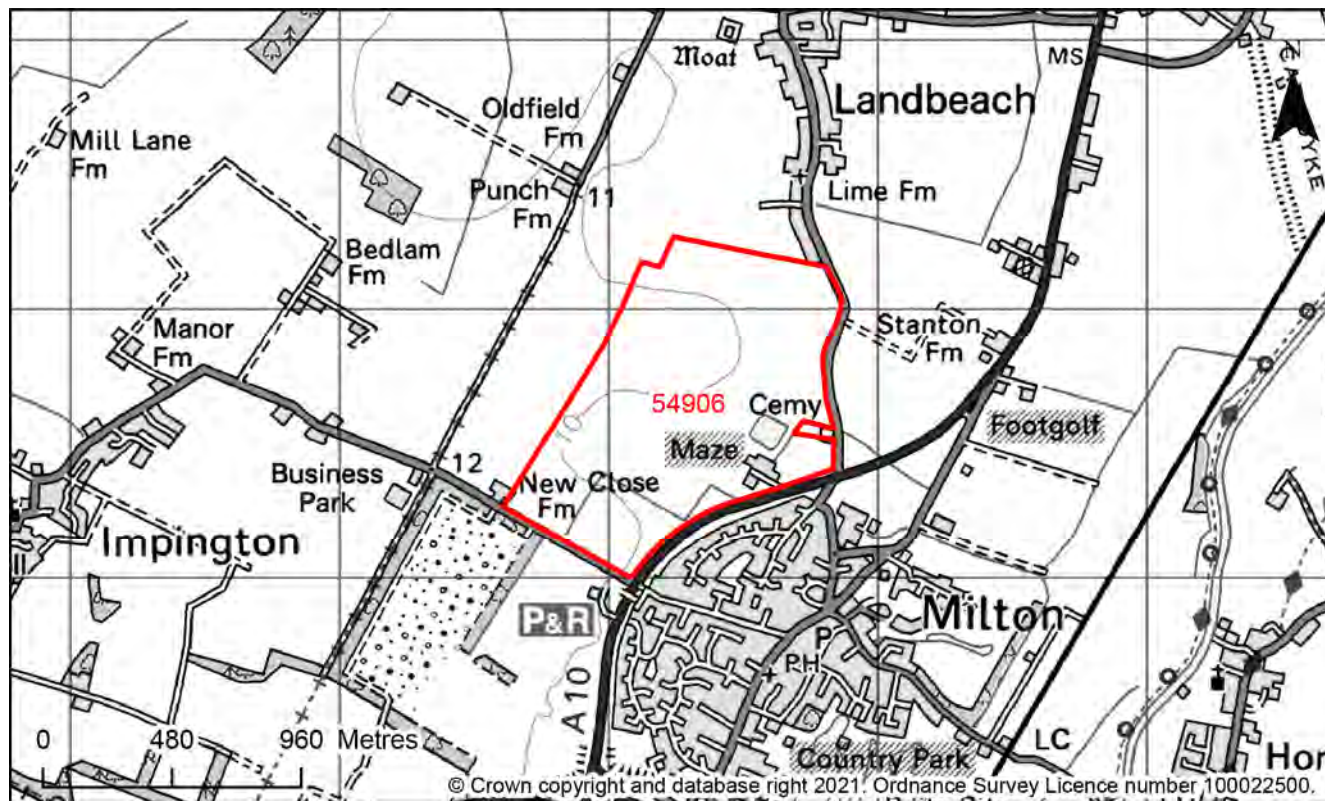 Moat
MS
Landbeach
Oldfield
Fm
Mill Lane
Fm
Punch
Fm
11
Lime Fm
DYKE
Bedlam
Fm
Manor
Fm
Stanton
Fm
54906
Cemy
Maze
Footgolf
12
Business
Park
New Close
Fm
Impington
P&R
Milton
P
PH
A 10
Country Park
LC
Hor
0 480 960 Metres
© Crown copyright and database right 2021. Ordnance Survey Licence number 100022500.